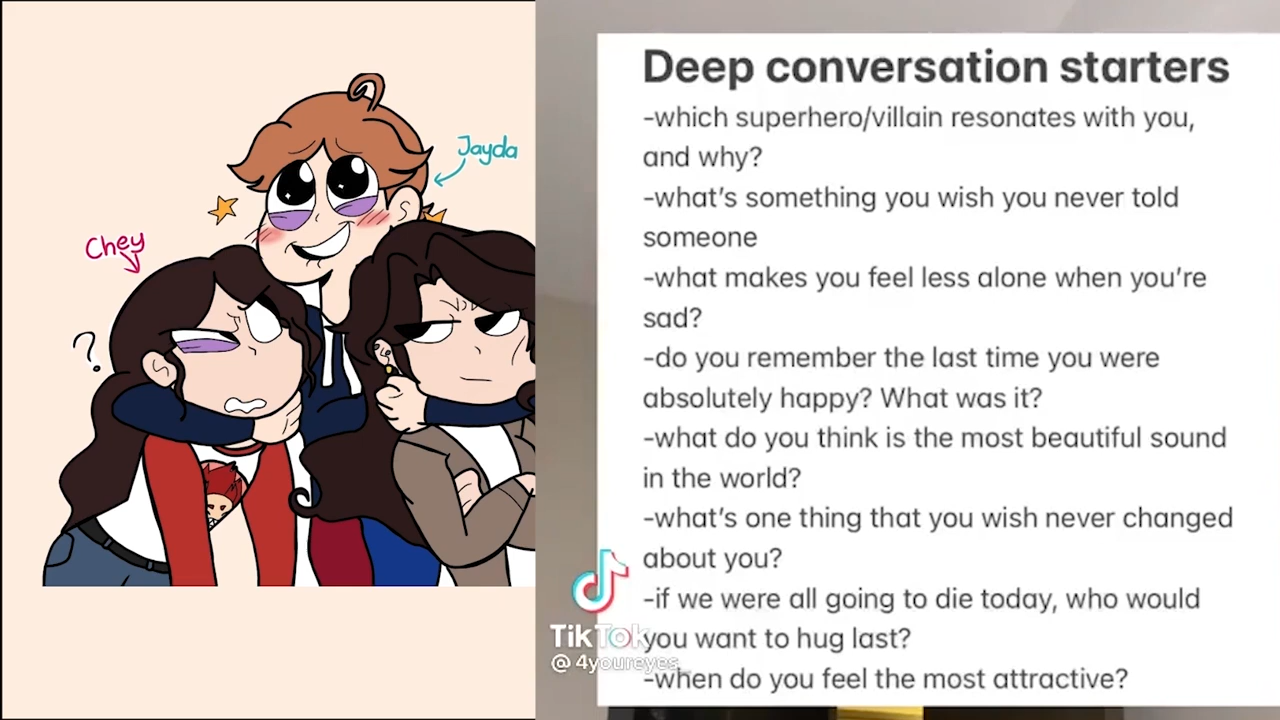 Jayda
Chey
?
Deep conversation starters
-which superhero/villain resonates with you,
and why?
-what's something you wish you never told
someone
-what makes you feel less alone when you're
sad?
-do you remember the last time you were
absolutely happy? What was it?
-what do you think is the most beautiful sound
in the world?
-what's one thing that you wish never changed
about you?
-if we were all going to die today, who would
you want to hug last?
-when do you feel the most attractive?
TikTok
@4youreyes_